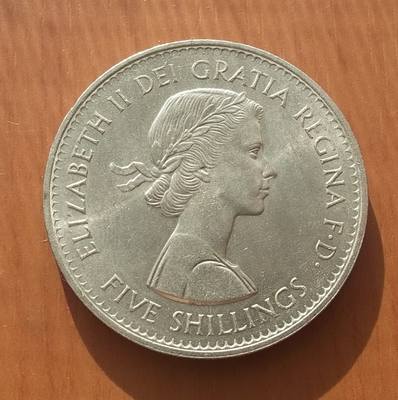 ELIZABETH II DEI GRATIA REGINA F·D·
FIVE SHILLINGS